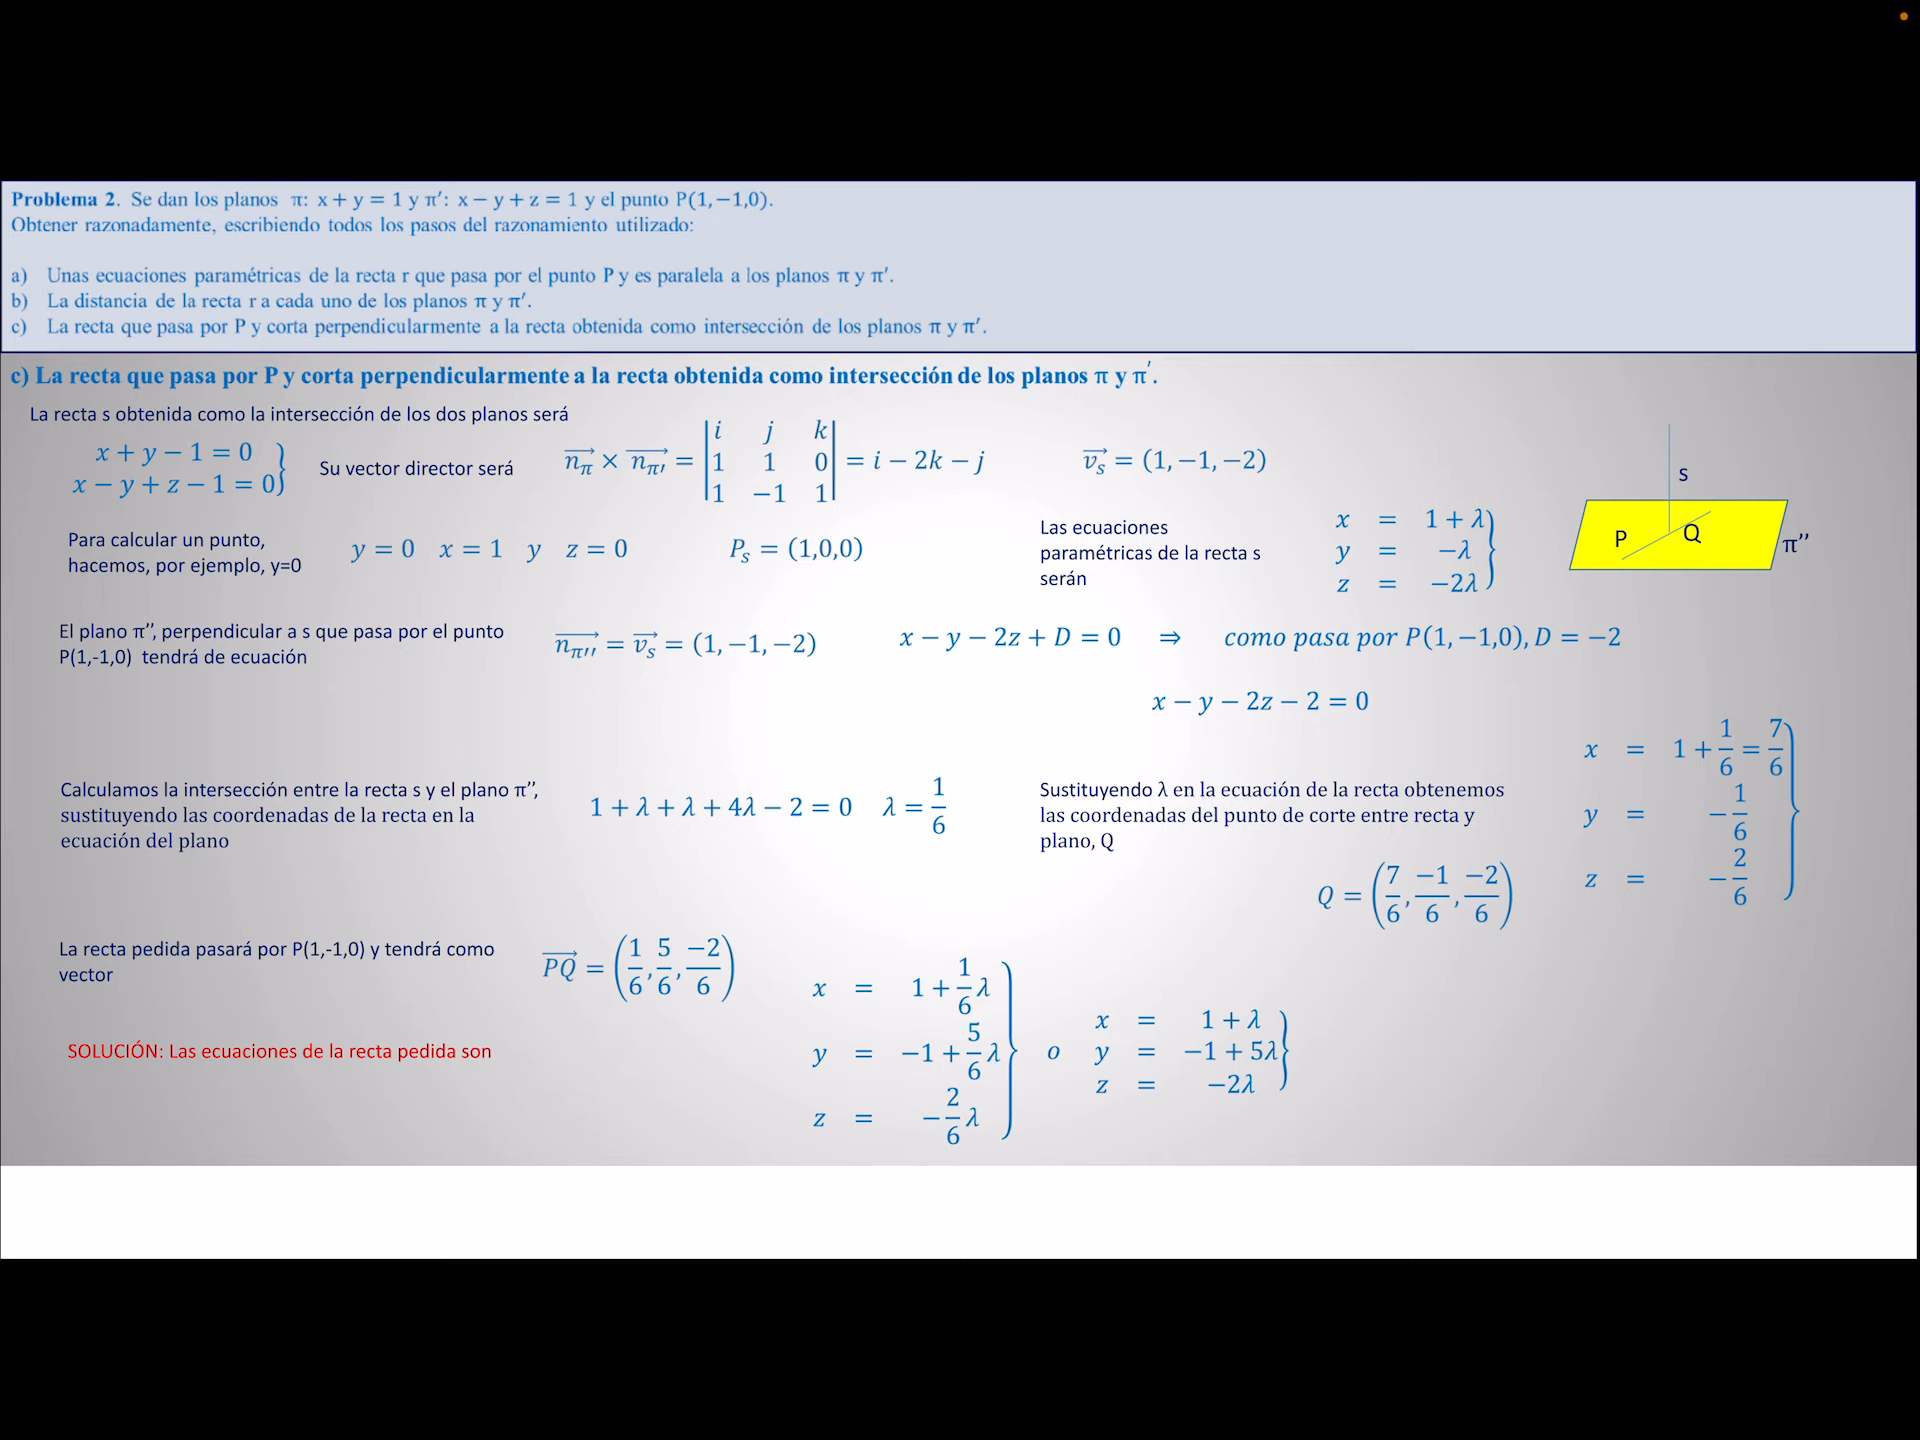 Problema 2. Se dan los planos π: x + y = 1 y π′: x − y + z = 1 y el punto P(1,−1,0).
Obtener razonadamente, escribiendo todos los pasos del razonamiento utilizado:
a) Unas ecuaciones paramétricas de la recta r que pasa por el punto P y es paralela a los planos π y π′.
b) La distancia de la recta r a cada uno de los planos π y π′.
c) La recta que pasa por P y corta perpendicularmente a la recta obtenida como intersección de los planos π y π′.
c) La recta que pasa por P y corta perpendicularmente a la recta obtenida como intersección de los planos π y π′.
La recta s obtenida como la intersección de los dos planos será
x + y − 1 = 0
x − y + z − 1 = 0 }
Su vector director será
n_π × n_π′ = |i j k|
|1 1 0|
|1 −1 1| = i − 2k − j
v_s = (1, −1, −2)
s
P Q π’’
Para calcular un punto,
hacemos, por ejemplo, y=0
y = 0 x = 1 y z = 0
P_s = (1,0,0)
Las ecuaciones
paramétricas de la recta s
serán
x = 1 + λ
y = −λ
z = −2λ }
El plano π’’, perpendicular a s que pasa por el punto
P(1,-1,0) tendrá de ecuación
n_π′′ = v_s = (1, −1, −2)
x − y − 2z + D = 0 ⇒ como pasa por P(1, −1,0), D = −2
x − y − 2z − 2 = 0
Calculamos la intersección entre la recta s y el plano π’’,
sustituyendo las coordenadas de la recta en la
ecuación del plano
1 + λ + λ + 4λ − 2 = 0 λ = 1/6
Sustituyendo λ en la ecuación de la recta obtenemos
las coordenadas del punto de corte entre recta y
plano, Q
x = 1 + 1/6 = 7/6
y = −1/6
z = −2/6 }
Q = (7/6, −1/6, −2/6)
La recta pedida pasará por P(1,-1,0) y tendrá como
vector
PQ = (1/6, 5/6, −2/6)
SOLUCIÓN: Las ecuaciones de la recta pedida son
x = 1 + 1/6 λ
y = −1 + 5/6 λ
z = −2/6 λ }
o
x = 1 + λ
y = −1 + 5λ
z = −2λ }